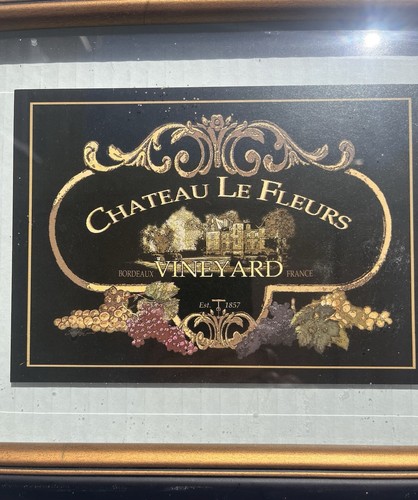 CHATEAU LE FLEURS
BORDEAUX VINEYARD FRANCE
Est. 1857